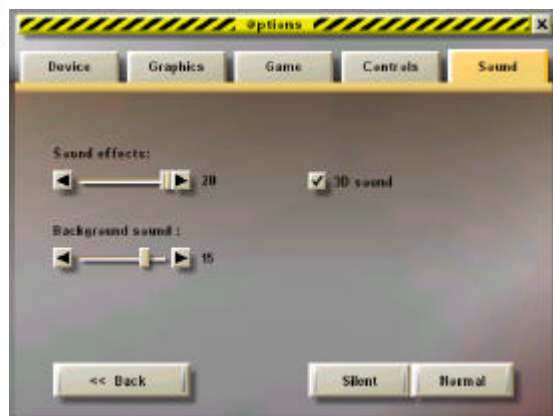 Options
Device Graphics Game Controls Sound
Sound effects:
20 3D sound
Background sound :
15
<< Back Silent Normal